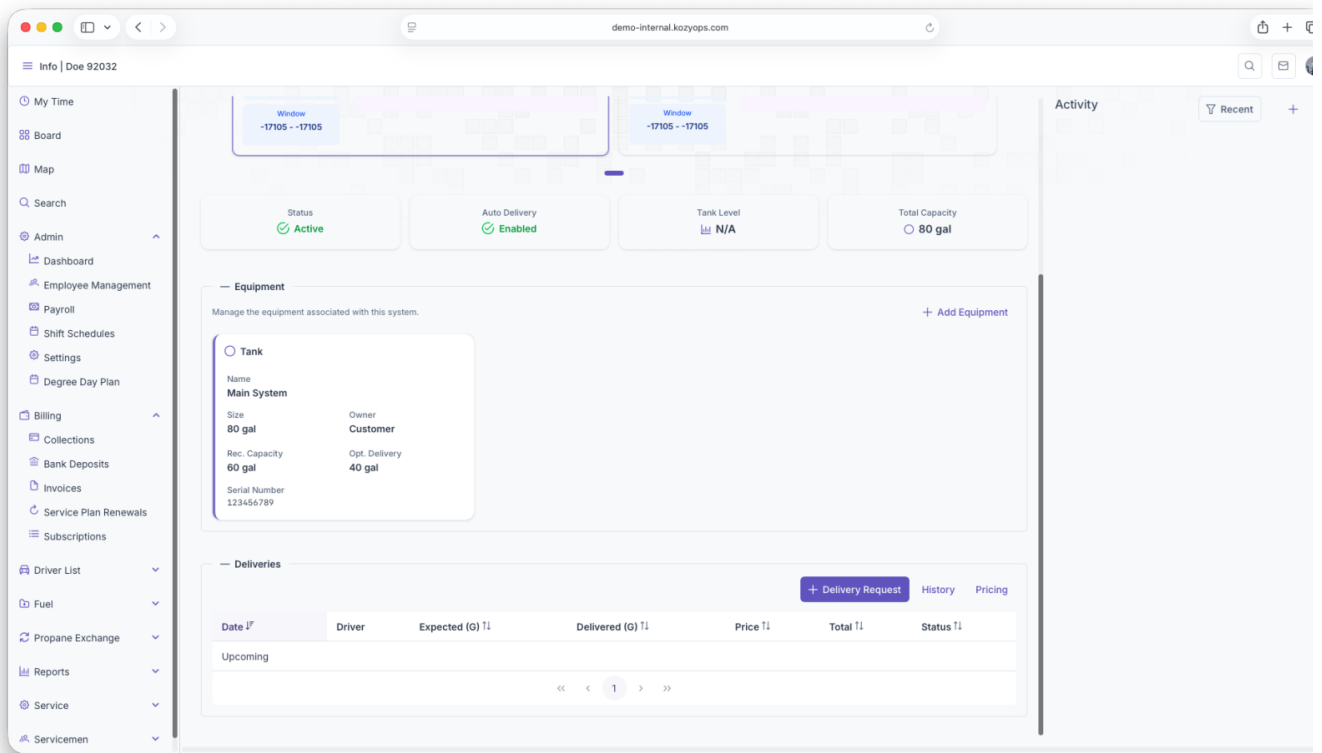 demo-internal.kozyops.com
Info | Doe 92032
My Time
Board
Map
Search
Admin
Dashboard
Employee Management
Payroll
Shift Schedules
Settings
Degree Day Plan
Billing
Collections
Bank Deposits
Invoices
Service Plan Renewals
Subscriptions
Driver List
Fuel
Propane Exchange
Reports
Service
Servicemen
Window
-17105 - -17105
Window
-17105 - -17105
Status
Active
Auto Delivery
Enabled
Tank Level
N/A
Total Capacity
80 gal
Equipment
Manage the equipment associated with this system.
+ Add Equipment
Tank
Name
Main System
Size Owner
80 gal Customer
Rec. Capacity Opt. Delivery
60 gal 40 gal
Serial Number
123456789
Deliveries
+ Delivery Request History Pricing
Date Driver Expected (G) Delivered (G) Price Total Status
Upcoming
« ‹ 1 › »
Activity
Recent +